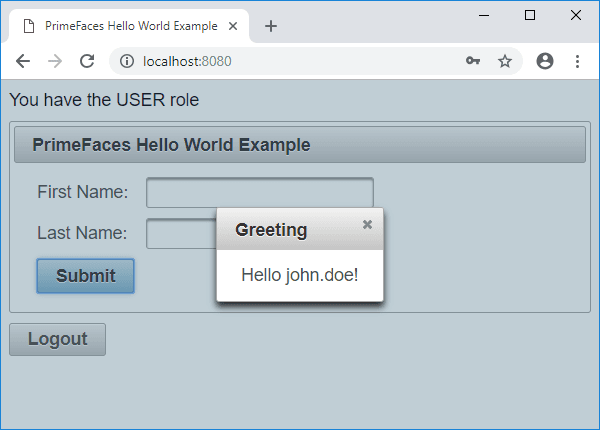 PrimeFaces Hello World Example
localhost:8080
You have the USER role
PrimeFaces Hello World Example
First Name:
Last Name:
Greeting
Hello john.doe!
Submit
Logout